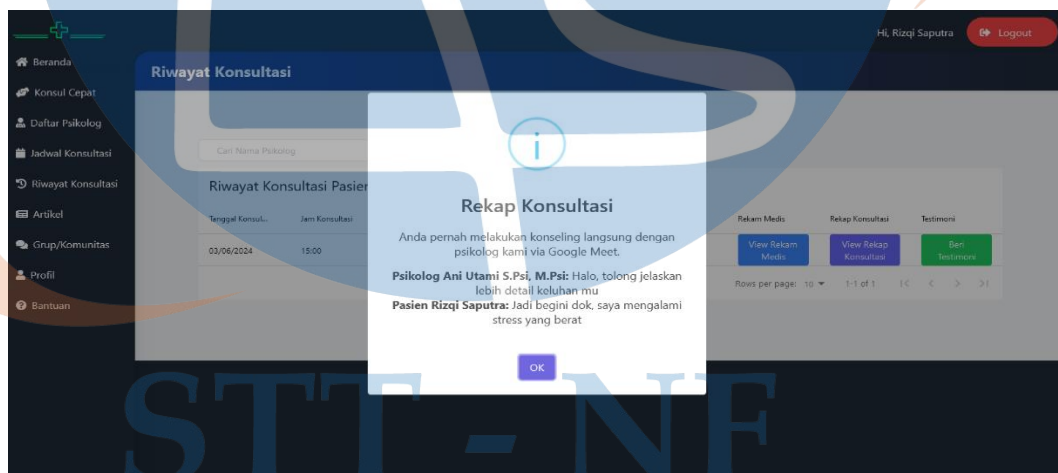 Hi, Rizqi Saputra
Logout
Beranda
Konsul Cepat
Daftar Psikolog
Jadwal Konsultasi
Riwayat Konsultasi
Artikel
Grup/Komunitas
Profil
Bantuan
Riwayat Konsultasi
Cari Nama Psikolog
Riwayat Konsultasi Pasien
Tanggal Konsul... Jam Konsultasi Rekam Medis Rekap Konsultasi Testimoni
03/06/2024 15:00
View Rekam
Medis
View Rekap
Konsultasi
Beri
Testimoni
Rows per page: 10 1-1 of 1
Rekap Konsultasi
Anda pernah melakukan konseling langsung dengan
psikolog kami via Google Meet.
Psikolog Ani Utami S.Psi, M.Psi: Halo, tolong jelaskan
lebih detail keluhan mu
Pasien Rizqi Saputra: Jadi begini dok, saya mengalami
stress yang berat
OK
STT - NF